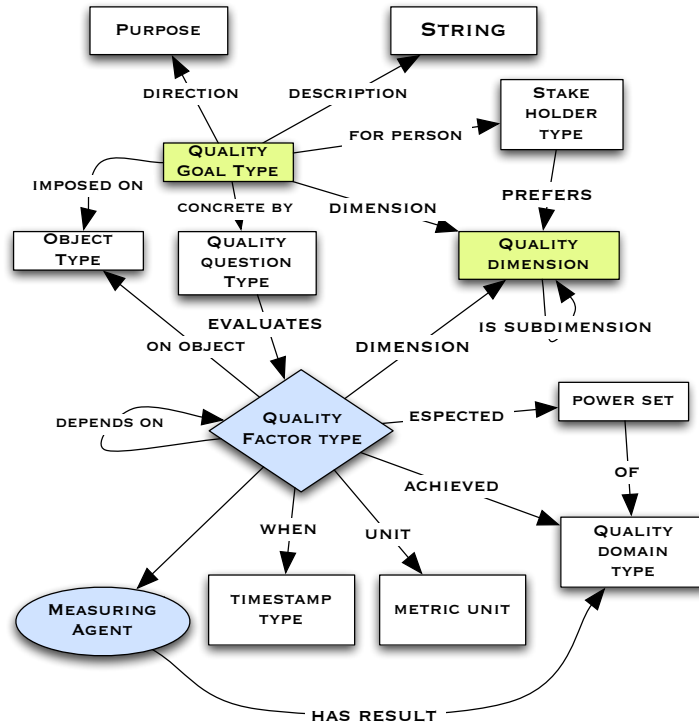 PURPOSE
STRING
DIRECTION
DESCRIPTION
STAKE
HOLDER
TYPE
FOR PERSON
QUALITY
GOAL TYPE
IMPOSED ON
CONCRETE BY
DIMENSION
PREFERS
OBJECT
TYPE
QUALITY
QUESTION
TYPE
QUALITY
DIMENSION
EVALUATES
IS SUBDIMENSION
ON OBJECT
DIMENSION
DEPENDS ON
QUALITY
FACTOR TYPE
ESPECTED
POWER SET
ACHIEVED
OF
WHEN
UNIT
QUALITY
DOMAIN
TYPE
MEASURING
AGENT
TIMESTAMP
TYPE
METRIC UNIT
HAS RESULT